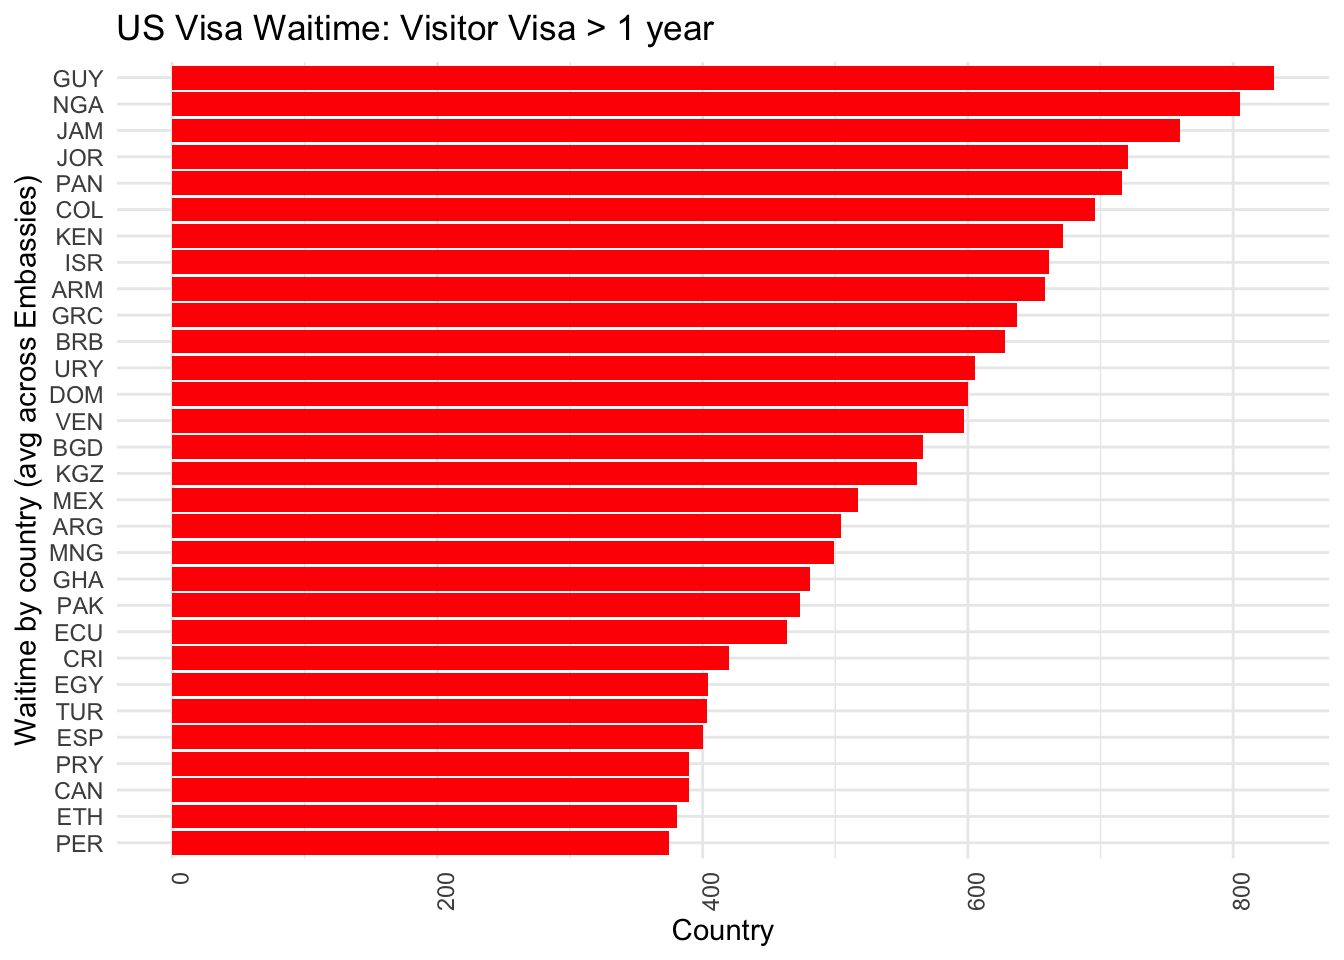 US Visa Waitime: Visitor Visa > 1 year
Waitime by country (avg across Embassies)
GUY
NGA
JAM
JOR
PAN
COL
KEN
ISR
ARM
GRC
BRB
URY
DOM
VEN
BGD
KGZ
MEX
ARG
MNG
GHA
PAK
ECU
CRI
EGY
TUR
ESP
PRY
CAN
ETH
PER
0
200
400
600
800
Country